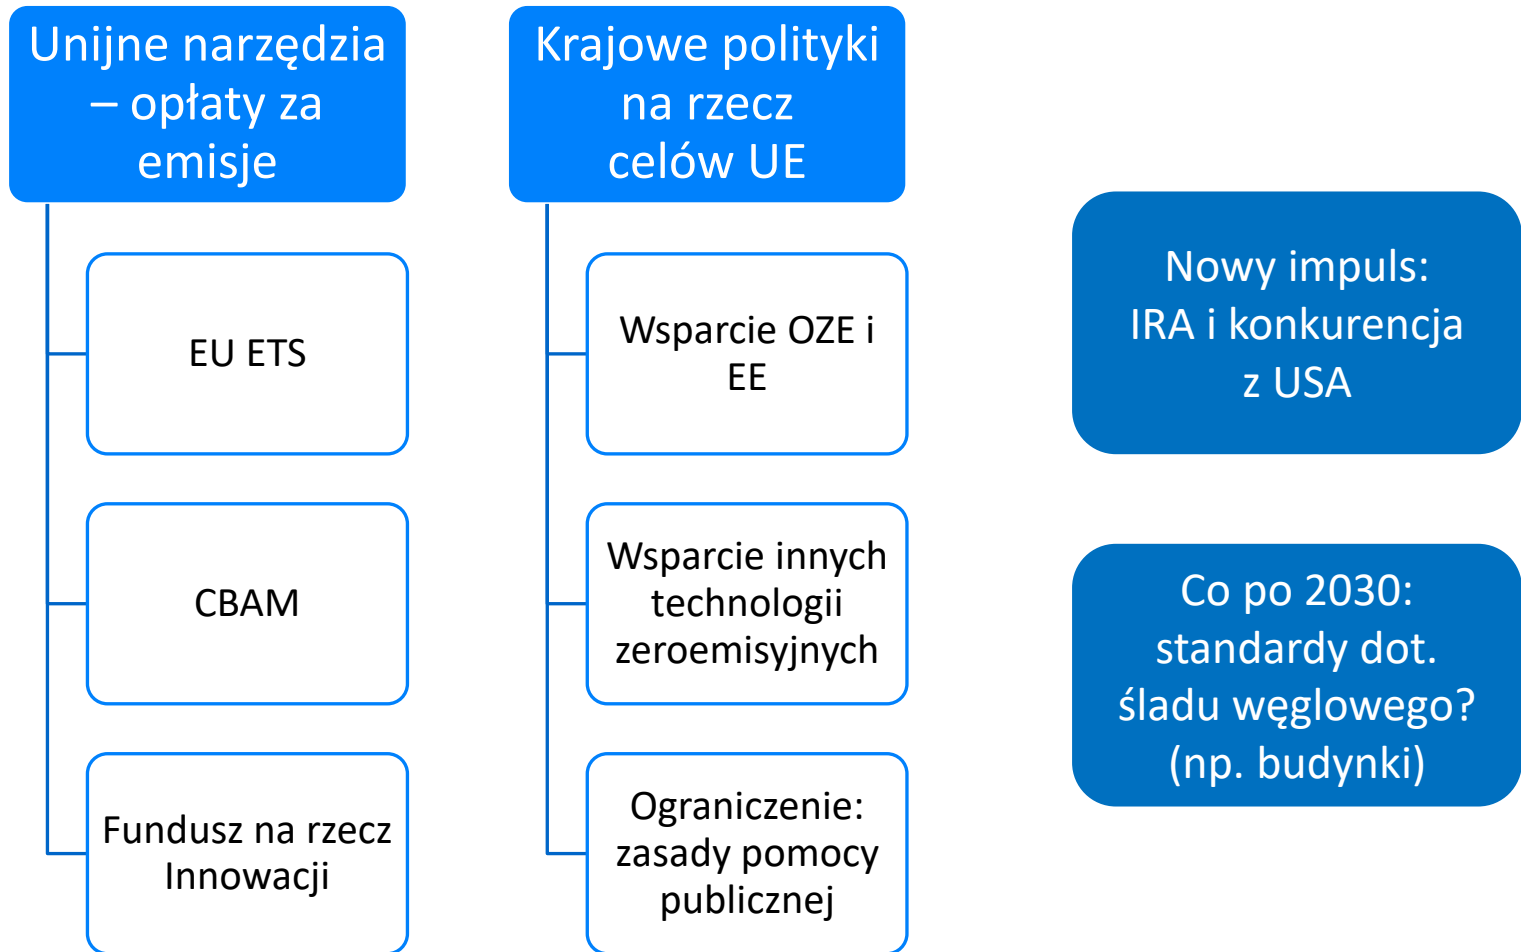 Unijne narzędzia
– opłaty za
emisje
EU ETS
CBAM
Fundusz na rzecz
Innowacji
Krajowe polityki
na rzecz
celów UE
Wsparcie OZE i
EE
Wsparcie innych
technologii
zeroemisyjnych
Ograniczenie:
zasady pomocy
publicznej
Nowy impuls:
IRA i konkurencja
z USA
Co po 2030:
standardy dot.
śladu węglowego?
(np. budynki)